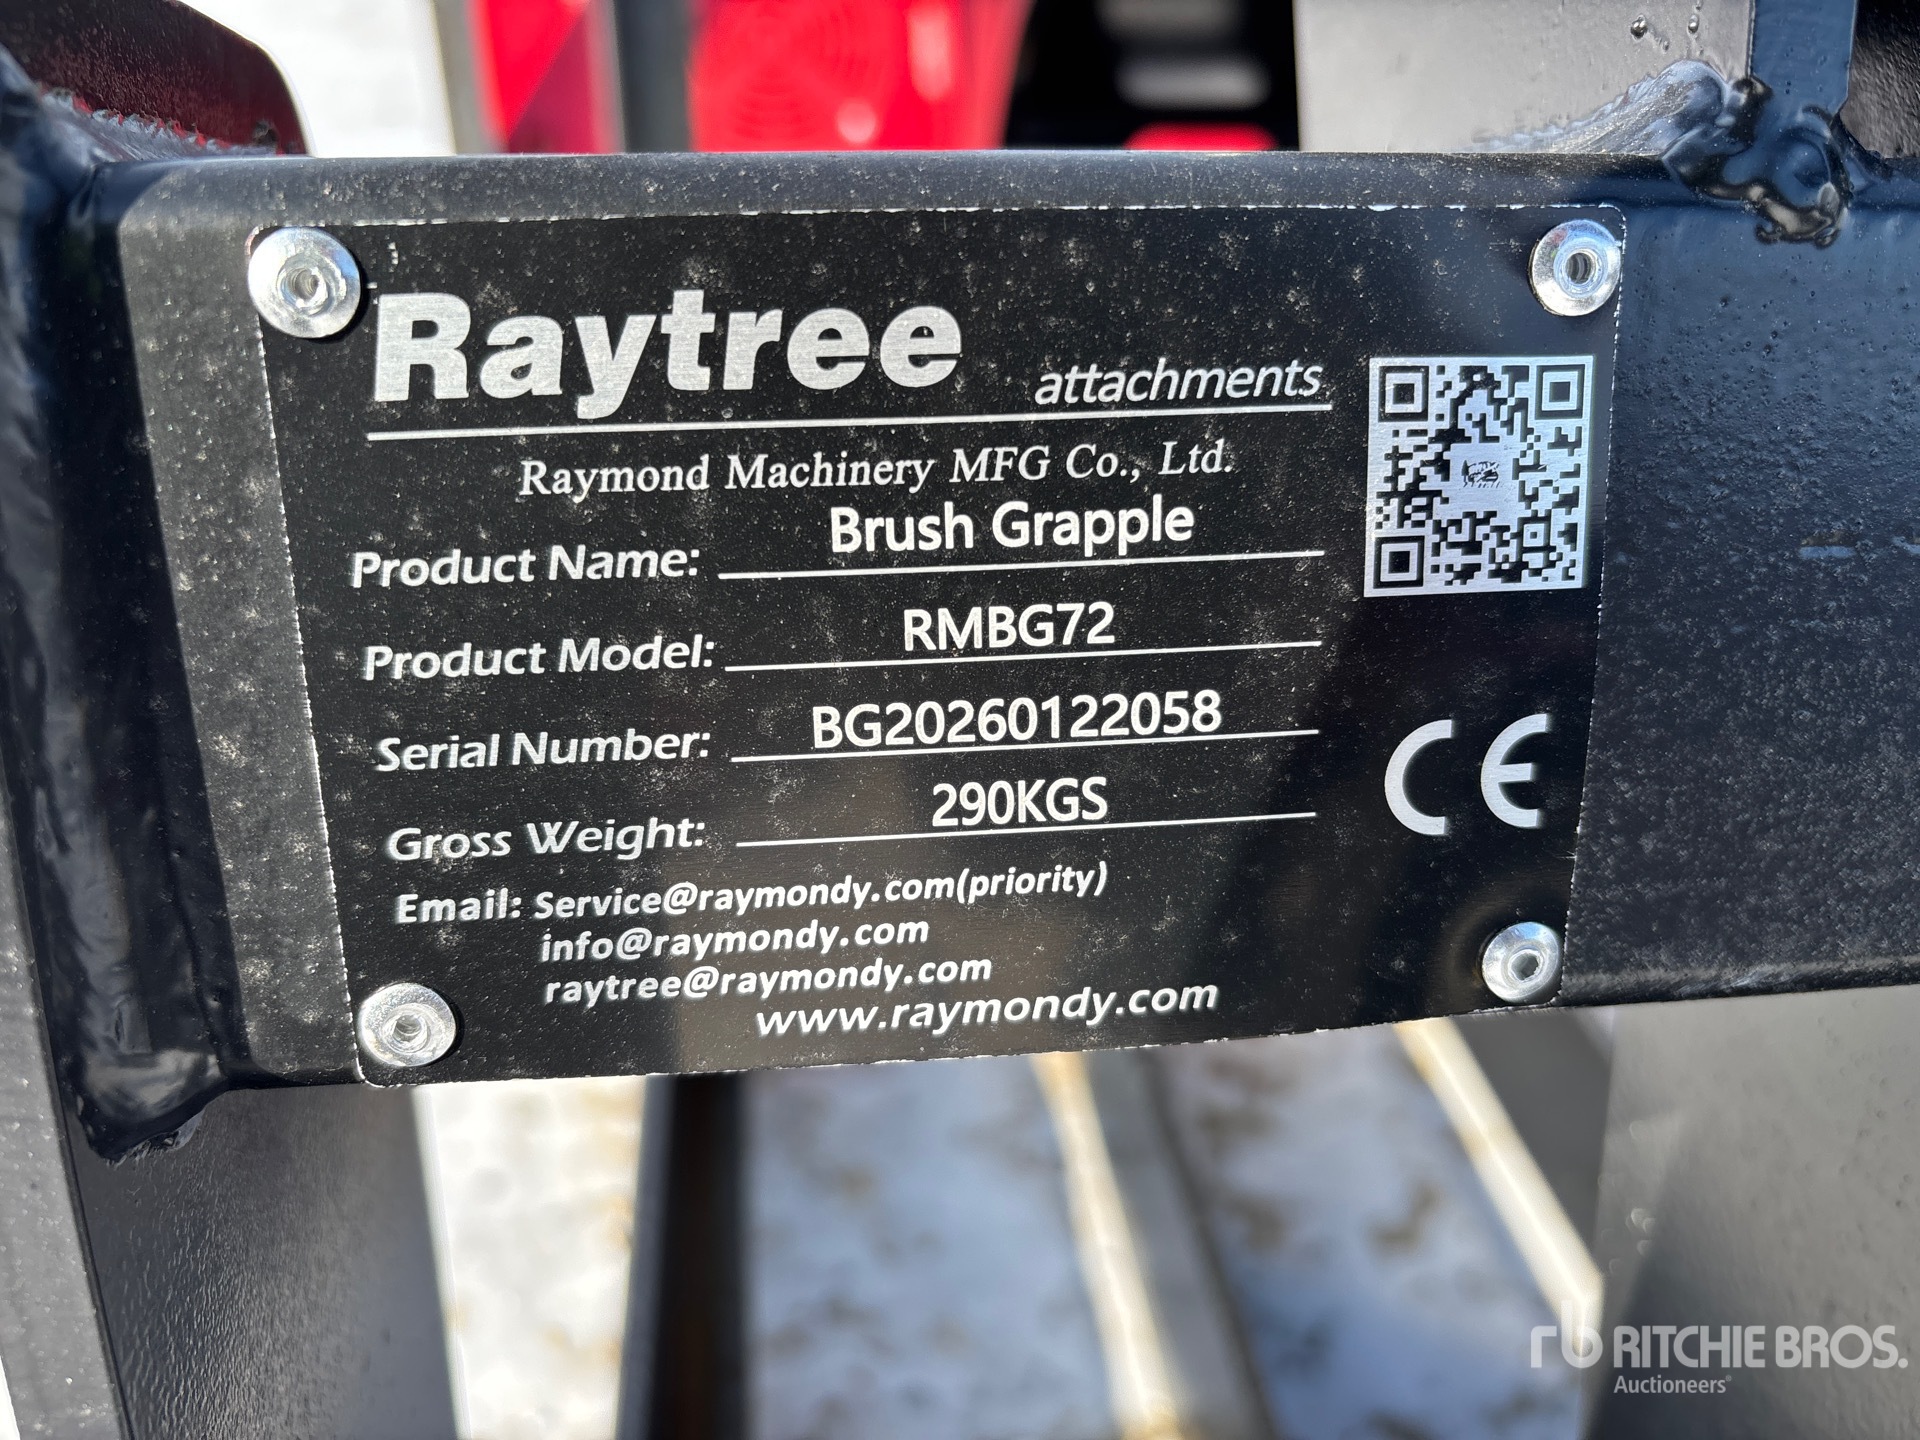 Raytree
attachments
Raymond Machinery MFG Co., Ltd.
Product Name: Brush Grapple
Product Model: RMBG72
Serial Number: BG20260122058
Gross Weight: 290KGS
Email: Service@raymondy.com(priority)
info@raymondy.com
raytree@raymondy.com
www.raymondy.com
CE
rb RITCHIE BROS.
Auctioneers